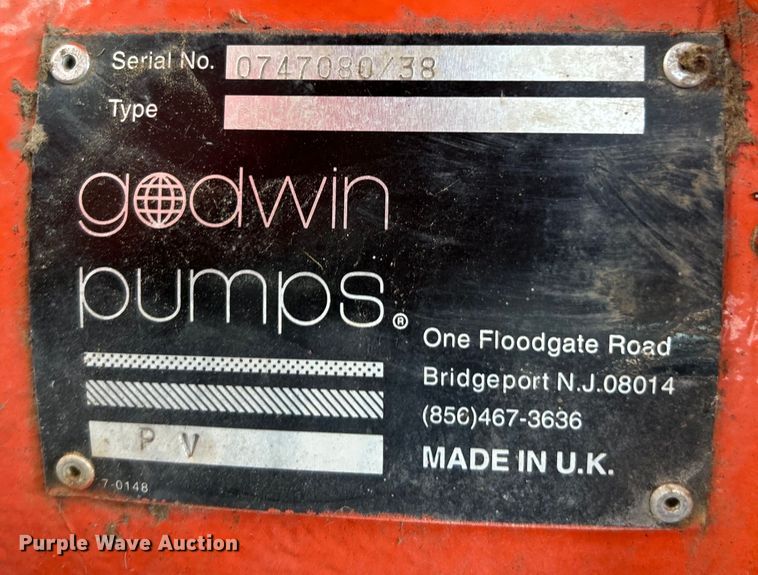 Serial No. 0747080/38
Type
godwin
pumps®
One Floodgate Road
Bridgeport N.J.08014
(856)467-3636
MADE IN U.K.
P V
7-0148
Purple Wave Auction